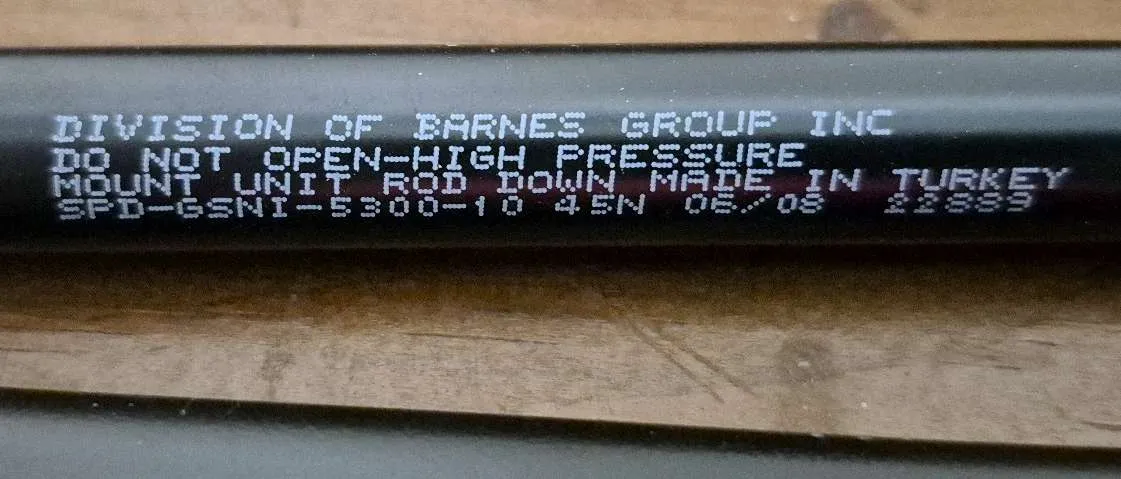 DIVISION OF BARNES GROUP INC
DO NOT OPEN-HIGH PRESSURE
MOUNT UNIT ROD DOWN MADE IN TURKEY
SPD-GSNI-5300-10 45N 06/08 22889